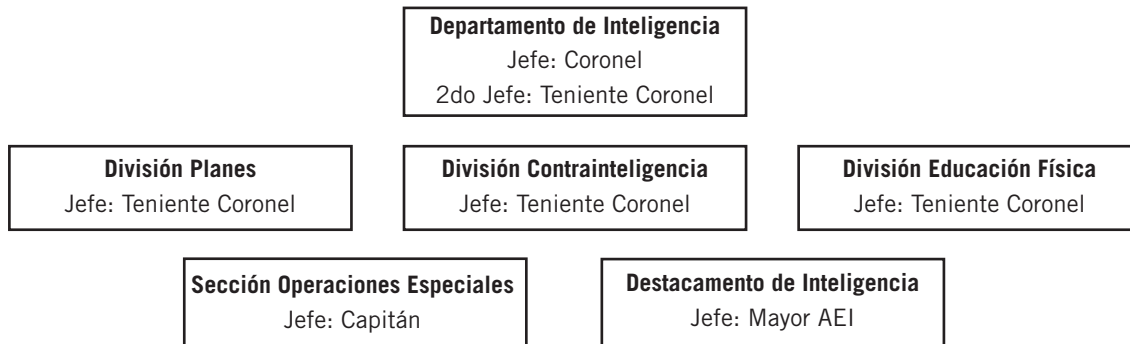 Departamento de Inteligencia
Jefe: Coronel
2do Jefe: Teniente Coronel
División Planes
Jefe: Teniente Coronel
División Contrainteligencia
Jefe: Teniente Coronel
División Educación Física
Jefe: Teniente Coronel
Sección Operaciones Especiales
Jefe: Capitán
Destacamento de Inteligencia
Jefe: Mayor AEI